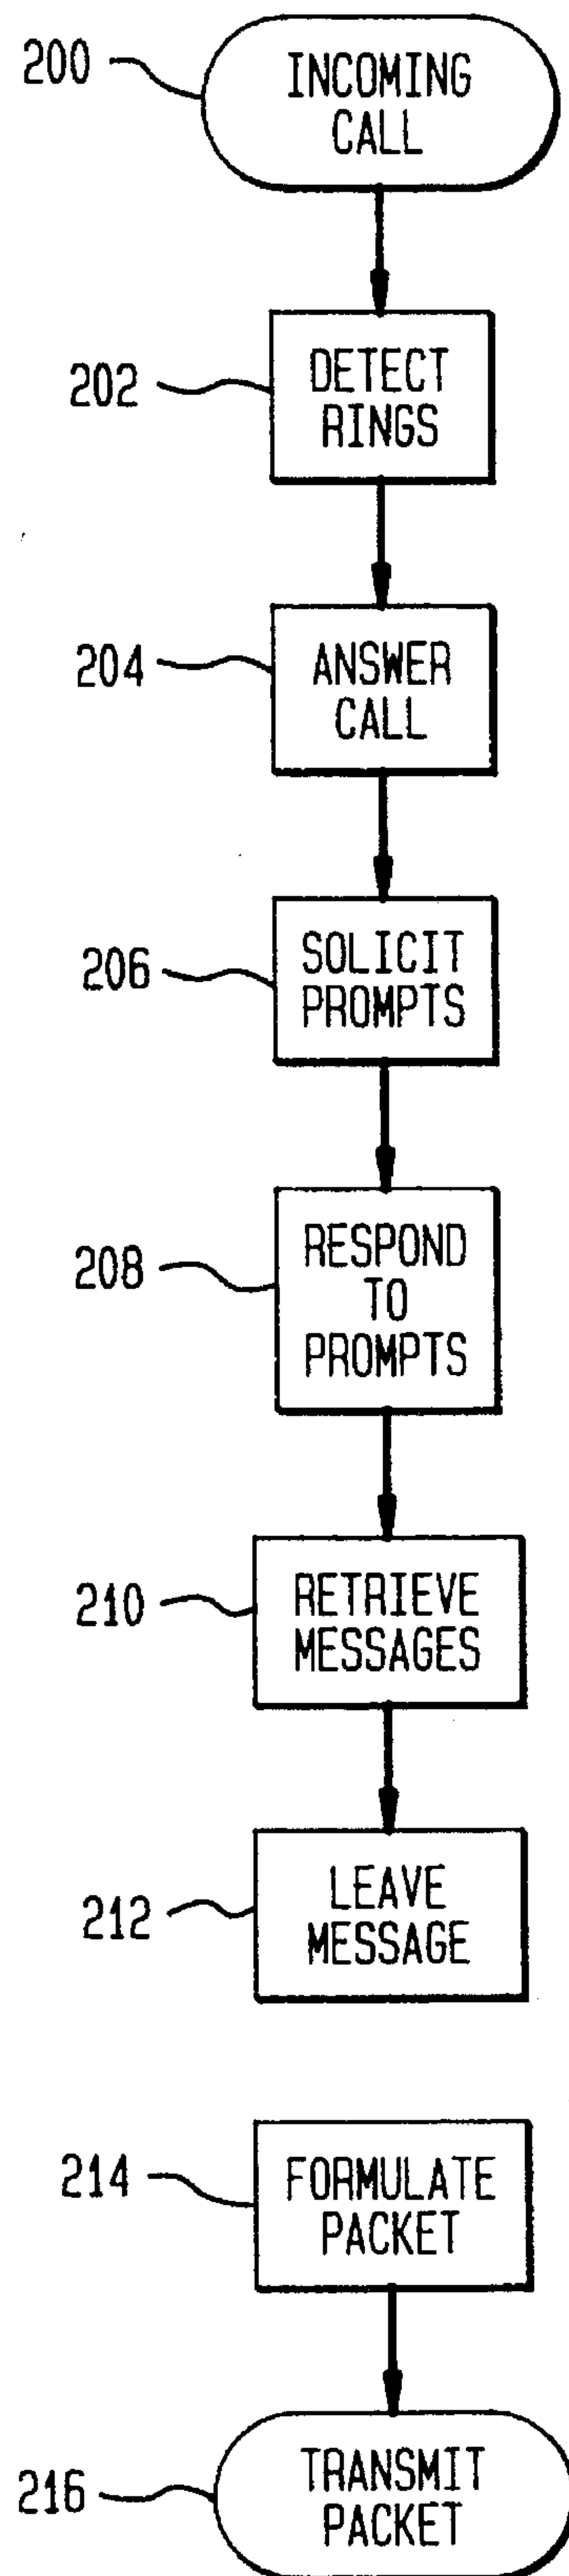 200
INCOMING
CALL
202
DETECT
RINGS
204
ANSWER
CALL
206
SOLICIT
PROMPTS
208
RESPOND
TO
PROMPTS
210
RETRIEVE
MESSAGES
212
LEAVE
MESSAGE
214
FORMULATE
PACKET
216
TRANSMIT
PACKET